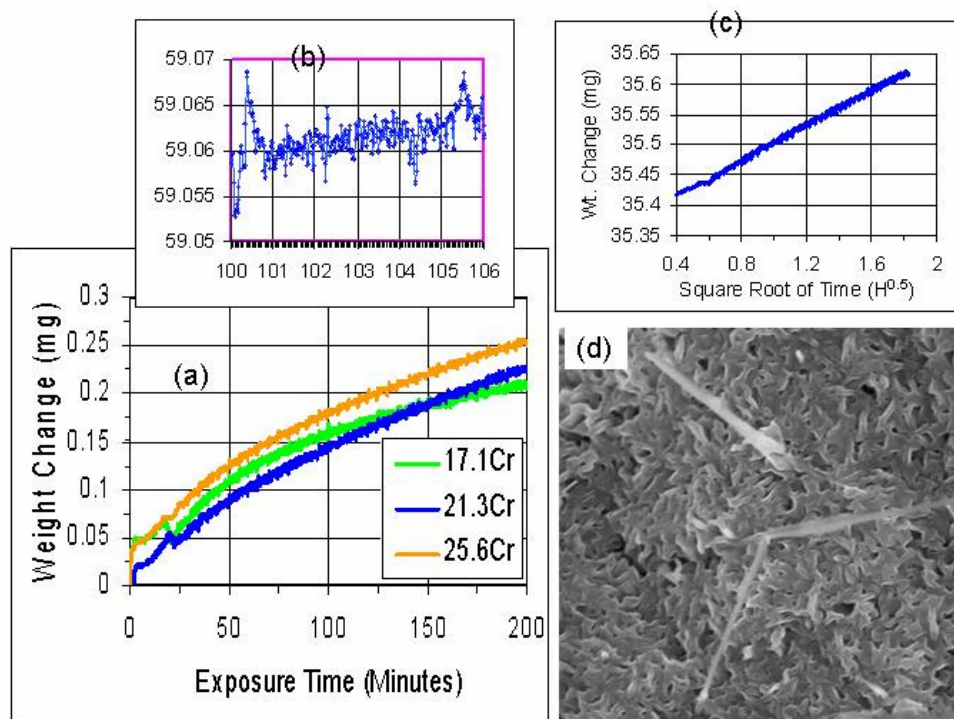 (b)
59.07
59.065
59.06
59.055
59.05
100 101 102 103 104 105 106
(c)
Wt. Change (mg)
35.65
35.6
35.55
35.5
35.45
35.4
35.35
0.4 0.8 1.2 1.6 2
Square Root of Time (H0.5)
(a)
Weight Change (mg)
0.3
0.25
0.2
0.15
0.1
0.05
0
17.1Cr
21.3Cr
25.6Cr
0 50 100 150 200
Exposure Time (Minutes)
(d)